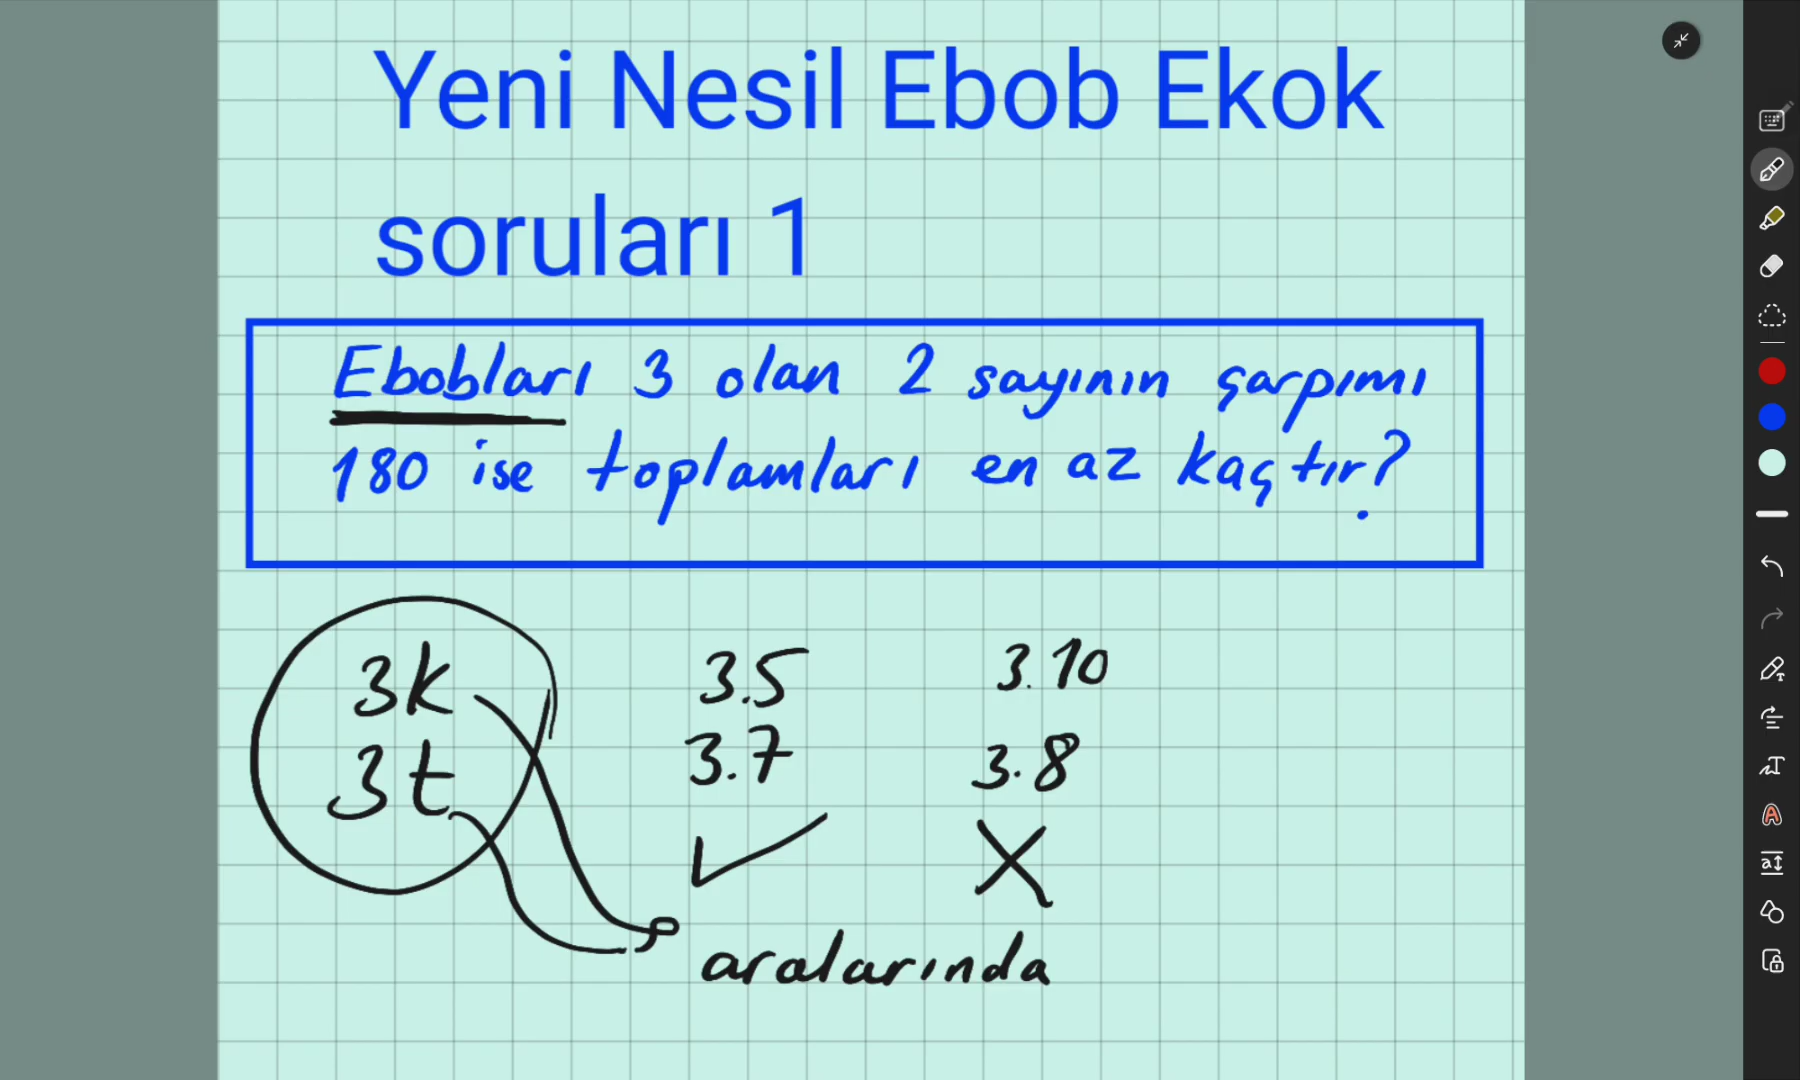 Yeni Nesil Ebob Ekok
soruları 1
Ebobları 3 olan 2 sayının çarpımı
180 ise toplamları en az kaçtır?
3k 3.5 3.10
3t 3.7 3.8
aralarında